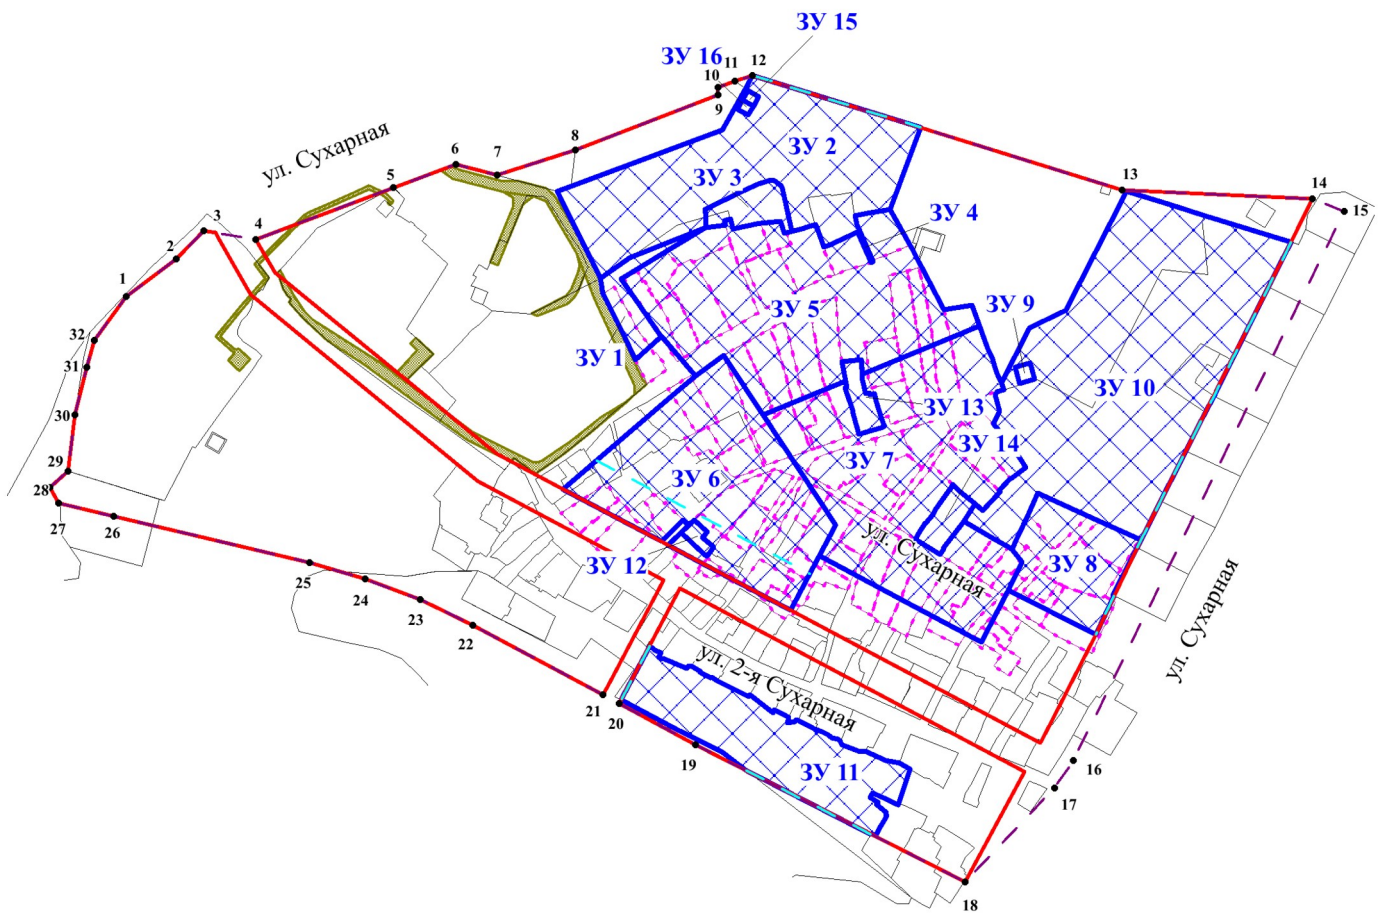 ЗУ 15
ЗУ 16
11
12
10
9
ул. Сухарная
8
6
7
5
ЗУ 2
ЗУ 3
13
14
15
3
4
ЗУ 4
2
1
ЗУ 5
ЗУ 9
32
31
ЗУ 1
ЗУ 10
30
ЗУ 13
29
ЗУ 14
ЗУ 7
28
ЗУ 6
27
26
ул. Сухарная
25
ЗУ 12
ЗУ 8
24
23
22
ул. Сухарная
ул. 2-я Сухарная
21
20
19
ЗУ 11
16
17
18